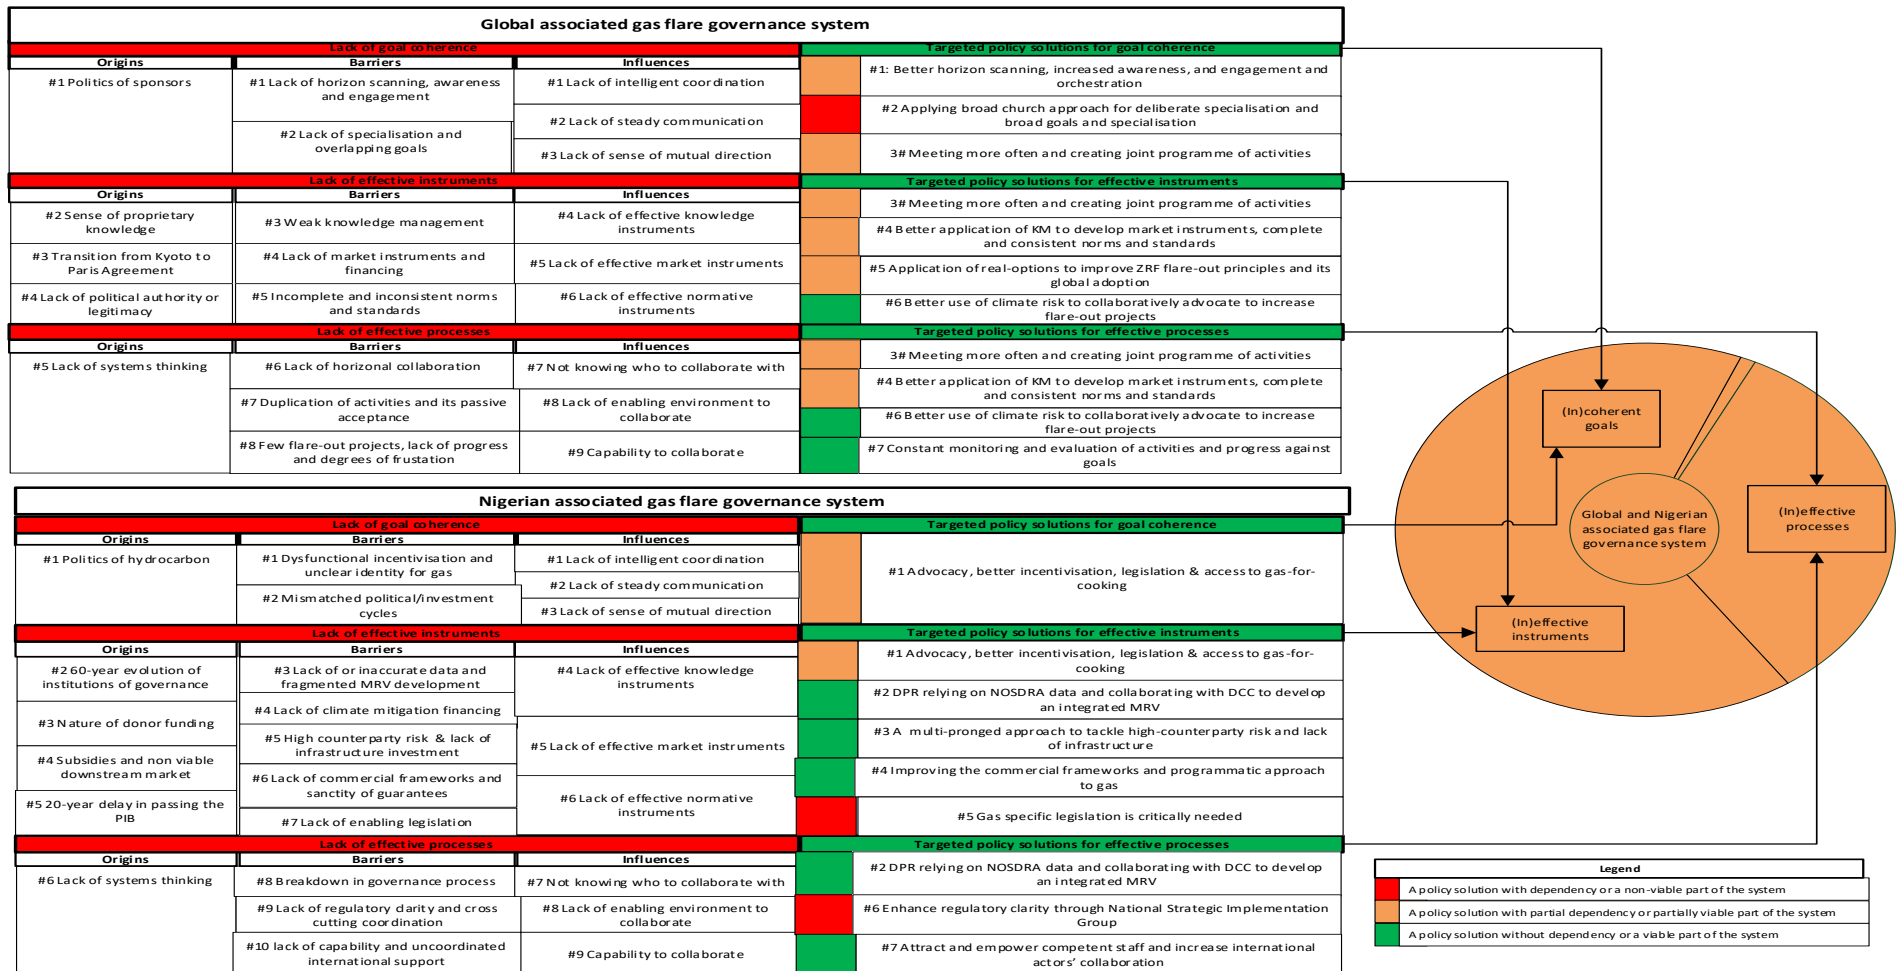 Global associated gas flare governance system
Lack of goal coherence
Targeted policy solutions for goal coherence
Origins
Barriers
Influences
#1 Politics of sponsors
#1 Lack of horizon scanning, awareness
and engagement
#2 Lack of specialisation and
overlapping goals
#1 Lack of intelligent coordination
#2 Lack of steady communication
#3 Lack of sense of mutual direction
#1: Better horizon scanning, increased awareness, and engagement and
orchestration
#2 Applying broad church approach for deliberate specialisation and
broad goals and specialisation
3# Meeting more often and creating joint programme of activities
Lack of effective instruments
Targeted policy solutions for effective instruments
Origins
Barriers
Influences
#2 Sense of proprietary
knowledge
#3 Transition from Kyoto to
Paris Agreement
#4 Lack of political authority or
legitimacy
#3 Weak knowledge management
#4 Lack of market instruments and
financing
#5 Incomplete and inconsistent norms
and standards
#4 Lack of effective knowledge
instruments
#5 Lack of effective market instruments
#6 Lack of effective normative
instruments
3# Meeting more often and creating joint programme of activities
#4 Better application of KM to develop market instruments, complete
and consistent norms and standards
#5 Application of real-options to improve ZRF flare-out principles and its
global adoption
#6 Better use of climate risk to collaboratively advocate to increase
flare-out projects
Lack of effective processes
Targeted policy solutions for effective processes
Origins
Barriers
Influences
#5 Lack of systems thinking
#6 Lack of horizonal collaboration
#7 Duplication of activities and its passive
acceptance
#8 Few flare-out projects, lack of progress
and degrees of frustation
#7 Not knowing who to collaborate with
#8 Lack of enabling environment to
collaborate
#9 Capability to collaborate
3# Meeting more often and creating joint programme of activities
#4 Better application of KM to develop market instruments, complete
and consistent norms and standards
#6 Better use of climate risk to collaboratively advocate to increase
flare-out projects
#7 Constant monitoring and evaluation of activities and progress against
goals
Nigerian associated gas flare governance system
Lack of goal coherence
Targeted policy solutions for goal coherence
Origins
Barriers
Influences
#1 Politics of hydrocarbon
#1 Dysfunctional incentivisation and
unclear identity for gas
#2 Mismatched political/investment
cycles
#1 Lack of intelligent coordination
#2 Lack of steady communication
#3 Lack of sense of mutual direction
#1 Advocacy, better incentivisation, legislation & access to gas-for-
cooking
Lack of effective instruments
Targeted policy solutions for effective instruments
Origins
Barriers
Influences
#2 60-year evolution of
institutions of governance
#3 Nature of donor funding
#4 Subsidies and non viable
downstream market
#5 20-year delay in passing the
PIB
#3 Lack of or inaccurate data and
fragmented MRV development
#4 Lack of climate mitigation financing
#5 High counterparty risk & lack of
infrastructure investment
#6 Lack of commercial frameworks and
sanctity of guarantees
#7 Lack of enabling legislation
#4 Lack of effective knowledge
instruments
#5 Lack of effective market instruments
#6 Lack of effective normative
instruments
#1 Advocacy, better incentivisation, legislation & access to gas-for-
cooking
#2 DPR relying on NOSDRA data and collaborating with DCC to develop
an integrated MRV
#3 A multi-pronged approach to tackle high-counterparty risk and lack
of infrastructure
#4 Improving the commercial frameworks and programmatic approach
to gas
#5 Gas specific legislation is critically needed
Lack of effective processes
Targeted policy solutions for effective processes
Origins
Barriers
Influences
#6 Lack of systems thinking
#8 Breakdown in governance process
#9 Lack of regulatory clarity and cross
cutting coordination
#10 lack of capability and uncoordinated
international support
#7 Not knowing who to collaborate with
#8 Lack of enabling environment to
collaborate
#9 Capability to collaborate
#2 DPR relying on NOSDRA data and collaborating with DCC to develop
an integrated MRV
#6 Enhance regulatory clarity through National Strategic Implementation
Group
#7 Attract and empower competent staff and increase international
actors' collaboration
(In)coherent
goals
Global and Nigerian
associated gas flare
governance system
(In)effective
processes
(In)effective
instruments
Legend
A policy solution with dependency or a non-viable part of the system
A policy solution with partial dependency or partially viable part of the system
A policy solution without dependency or a viable part of the system